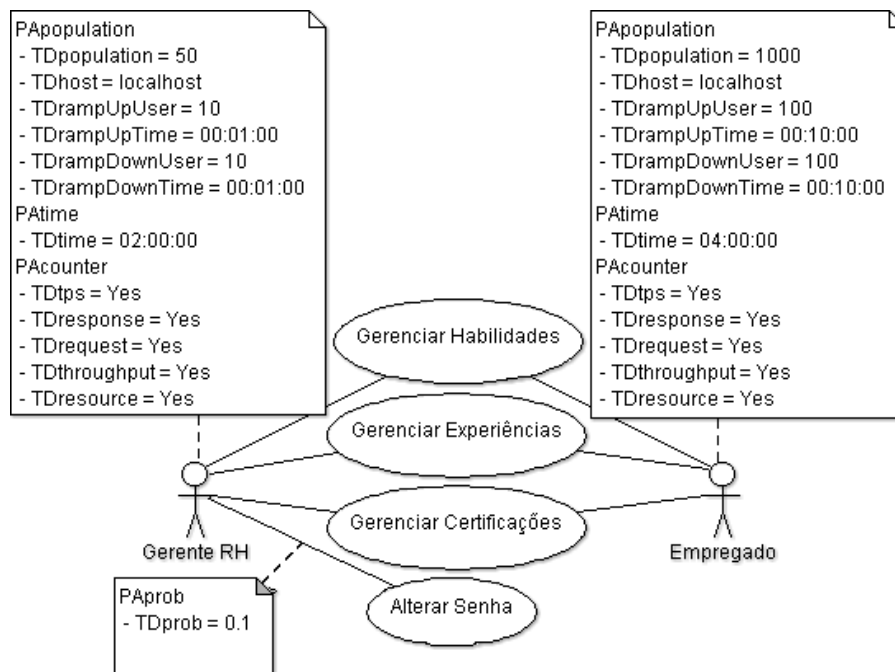 PApopulation
- TDpopulation = 50
- TDhost = localhost
- TDrampUpUser = 10
- TDrampUpTime = 00:01:00
- TDrampDownUser = 10
- TDrampDownTime = 00:01:00
PAtime
- TDtime = 02:00:00
PAcounter
- TDtps = Yes
- TDresponse = Yes
- TDrequest = Yes
- TDthroughput = Yes
- TDresource = Yes
PApopulation
- TDpopulation = 1000
- TDhost = localhost
- TDrampUpUser = 100
- TDrampUpTime = 00:10:00
- TDrampDownUser = 100
- TDrampDownTime = 00:10:00
PAtime
- TDtime = 04:00:00
PAcounter
- TDtps = Yes
- TDresponse = Yes
- TDrequest = Yes
- TDthroughput = Yes
- TDresource = Yes
Gerenciar Habilidades
Gerenciar Experiências
Gerenciar Certificações
Alterar Senha
Gerente RH
Empregado
PAprob
- TDprob = 0.1